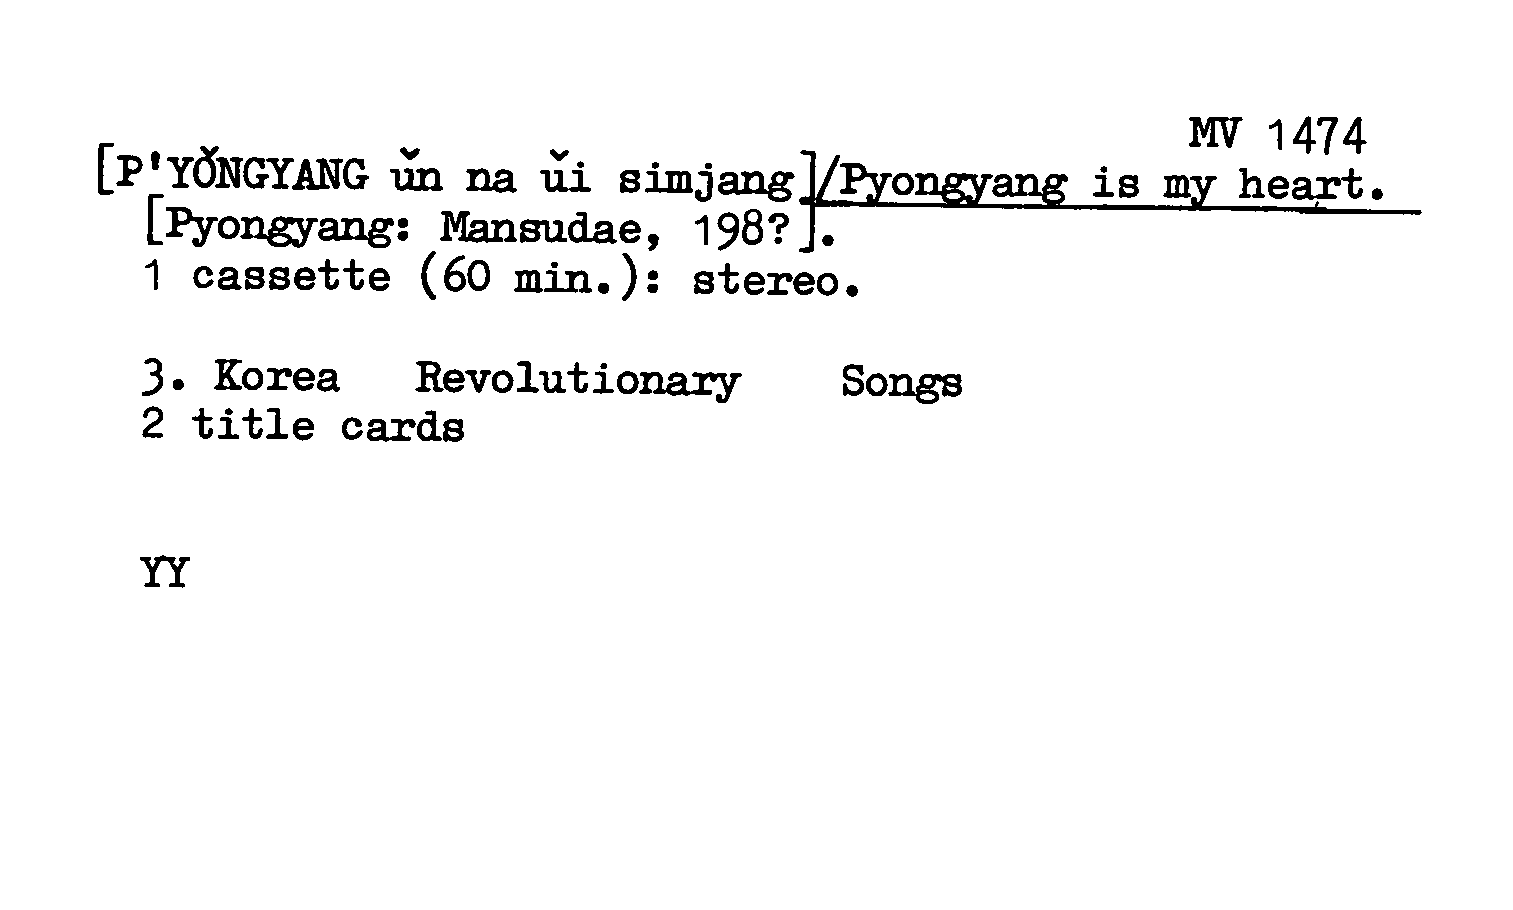 MV 1474
[P'YŎNGYANG ŭn na ŭi simjang]/Pyongyang is my heart.
[Pyongyang: Mansudae, 198?].
1 cassette (60 min.): stereo.
3. Korea Revolutionary Songs
2 title cards
YY